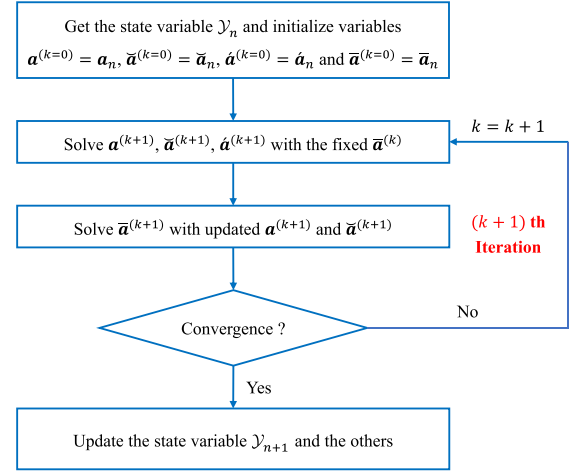 Get the state variable 𝒴ₙ and initialize variables
𝒂⁽ᵏ⁼⁰⁾ = 𝒂ₙ, 𝒂̆⁽ᵏ⁼⁰⁾ = 𝒂̆ₙ, 𝒂́⁽ᵏ⁼⁰⁾ = 𝒂́ₙ and 𝒂̅⁽ᵏ⁼⁰⁾ = 𝒂̅ₙ
k = k + 1
Solve 𝒂⁽ᵏ⁺¹⁾, 𝒂̆⁽ᵏ⁺¹⁾, 𝒂́⁽ᵏ⁺¹⁾ with the fixed 𝒂̅⁽ᵏ⁾
Solve 𝒂̅⁽ᵏ⁺¹⁾ with updated 𝒂⁽ᵏ⁺¹⁾ and 𝒂̆⁽ᵏ⁺¹⁾
(k + 1) th
Iteration
Convergence ?
No
Yes
Update the state variable 𝒴ₙ₊₁ and the others